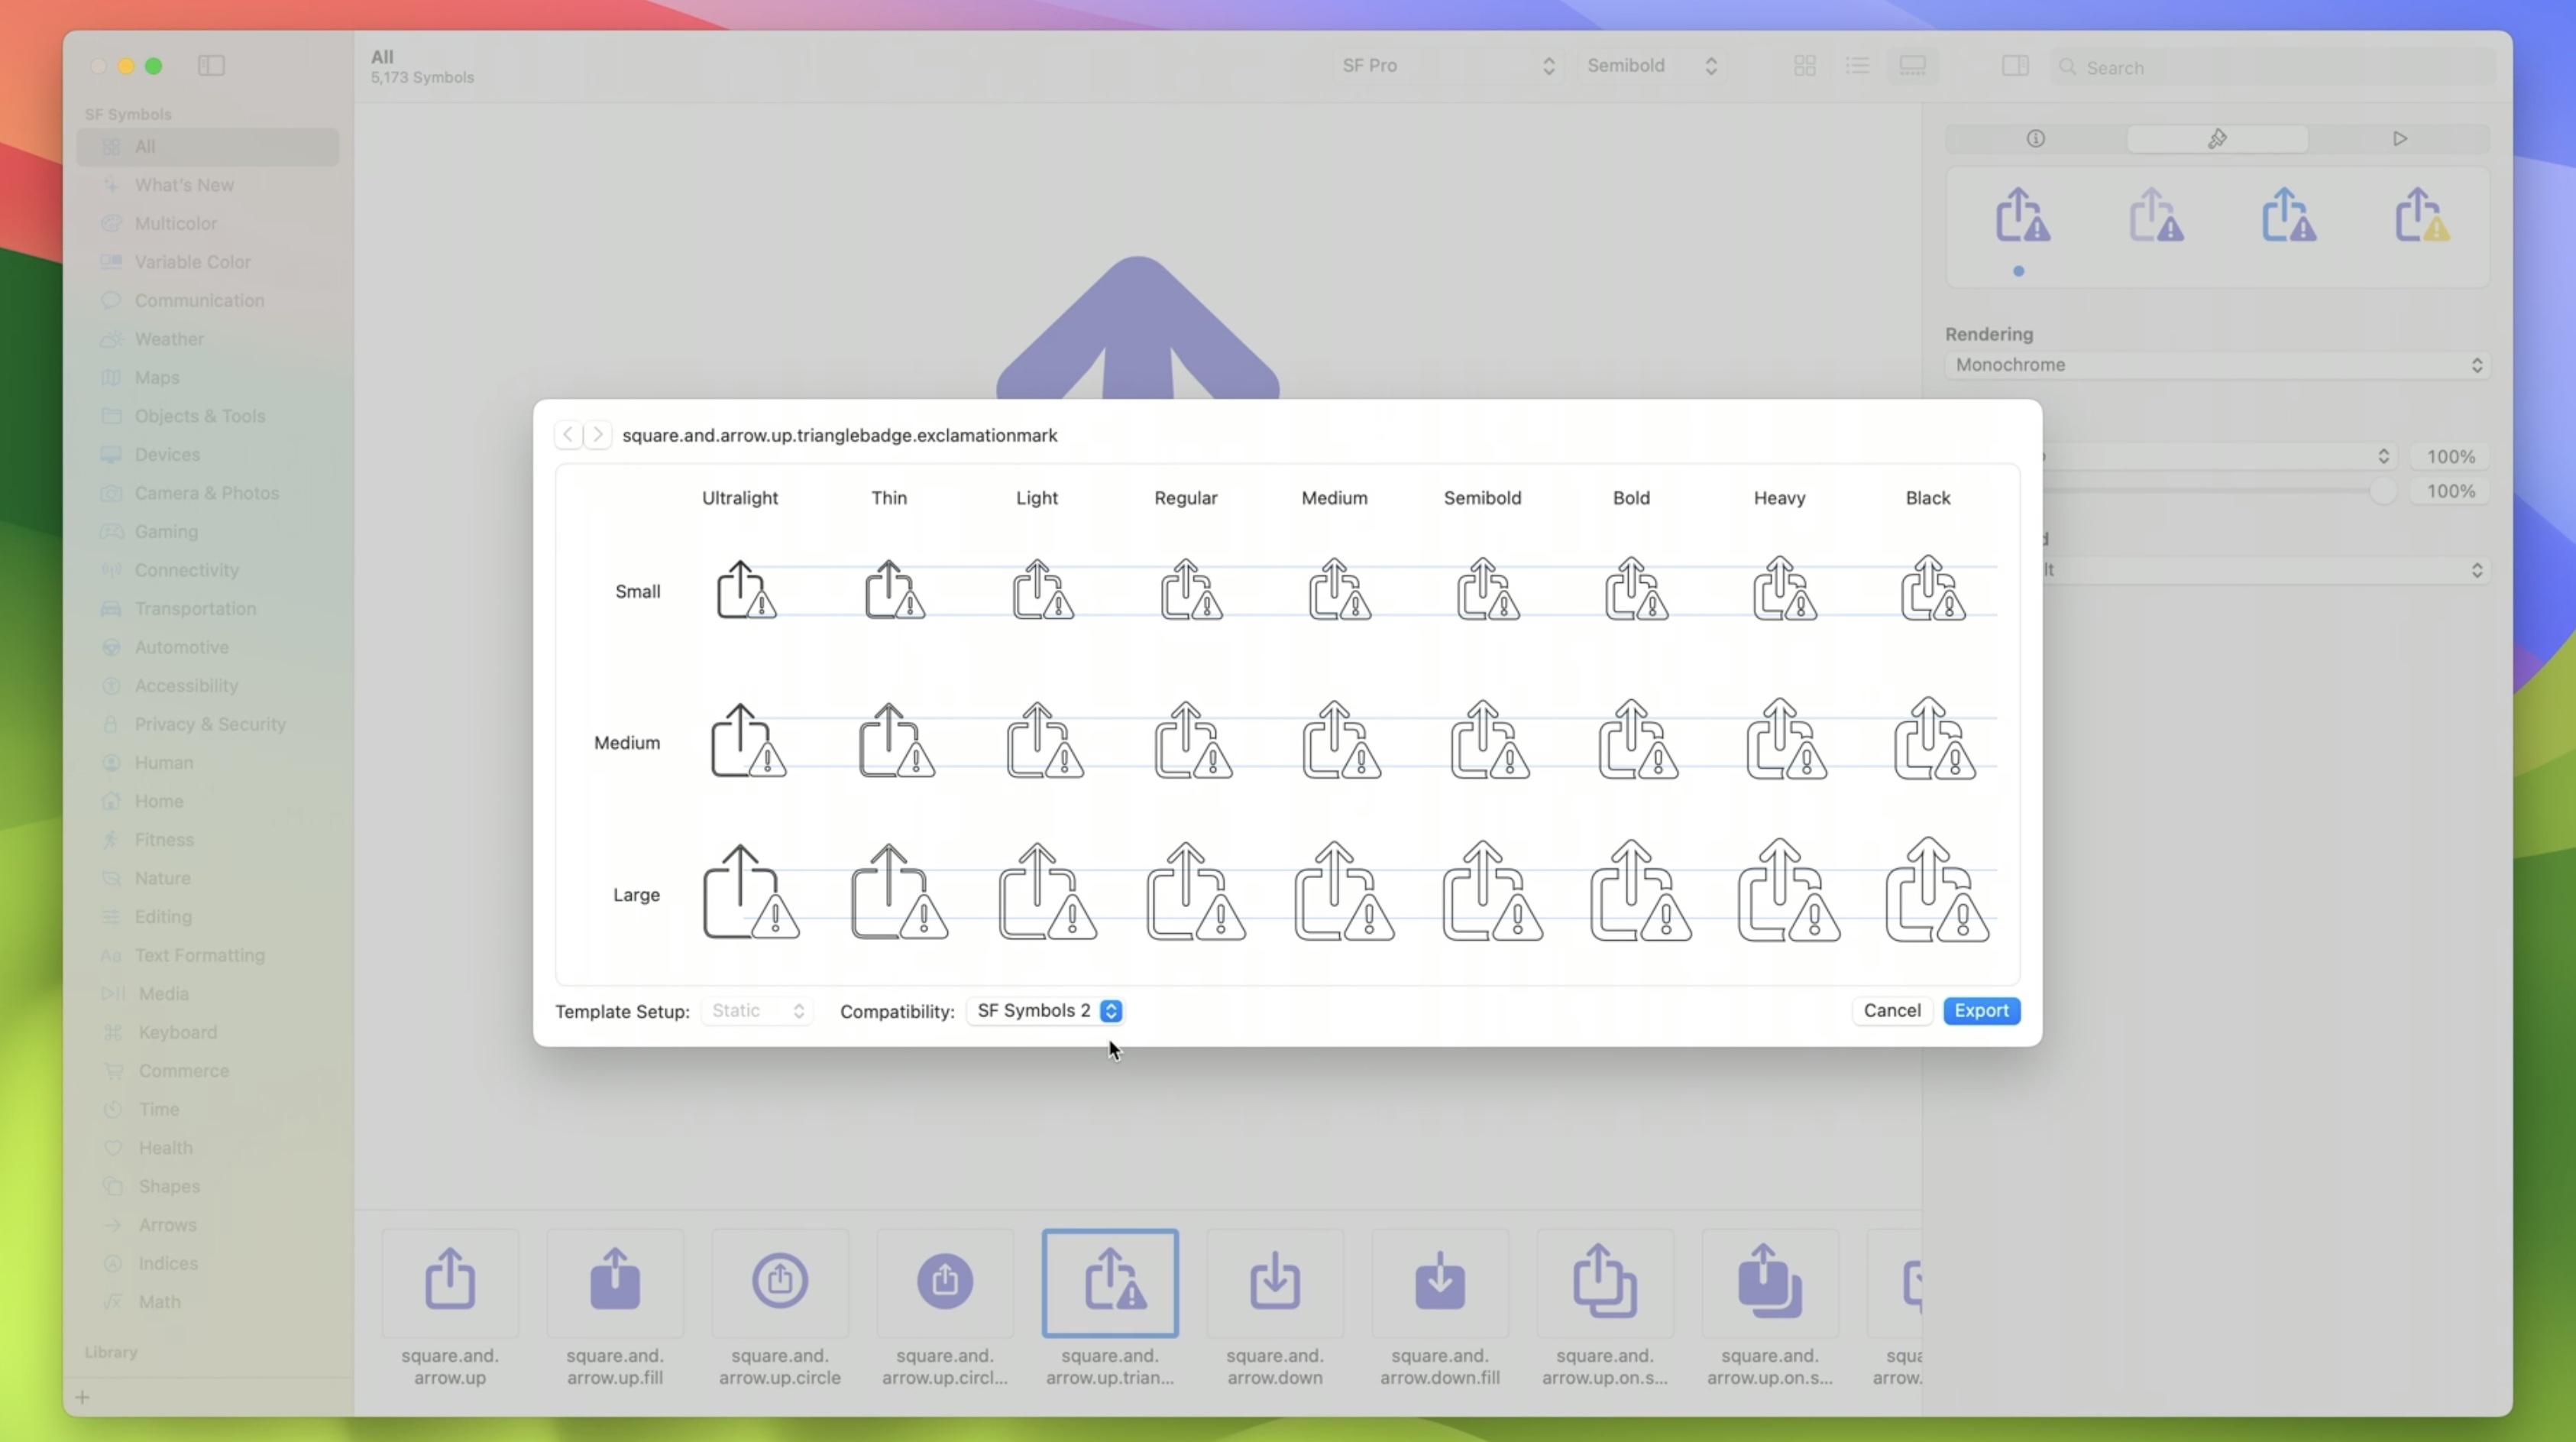 All
5,173 Symbols
SF Pro
Semibold
Search
SF Symbols
All
What's New
Multicolor
Variable Color
Communication
Weather
Maps
Objects & Tools
Devices
Camera & Photos
Gaming
Connectivity
Transportation
Automotive
Accessibility
Privacy & Security
Human
Home
Fitness
Nature
Editing
Text Formatting
Media
Keyboard
Commerce
Time
Health
Shapes
Arrows
Indices
Math
Library
Rendering
Monochrome
100%
100%
square.and.arrow.up.trianglebadge.exclamationmark
Ultralight Thin Light Regular Medium Semibold Bold Heavy Black
Small
Medium
Large
Template Setup: Static Compatibility: SF Symbols 2 Cancel Export
square.and.
arrow.up
square.and.
arrow.up.fill
square.and.
arrow.up.circle
square.and.
arrow.up.circl...
square.and.
arrow.up.trian...
square.and.
arrow.down
square.and.
arrow.down.fill
square.and.
arrow.up.on.s...
square.and.
arrow.up.on.s...
squa
arrow.